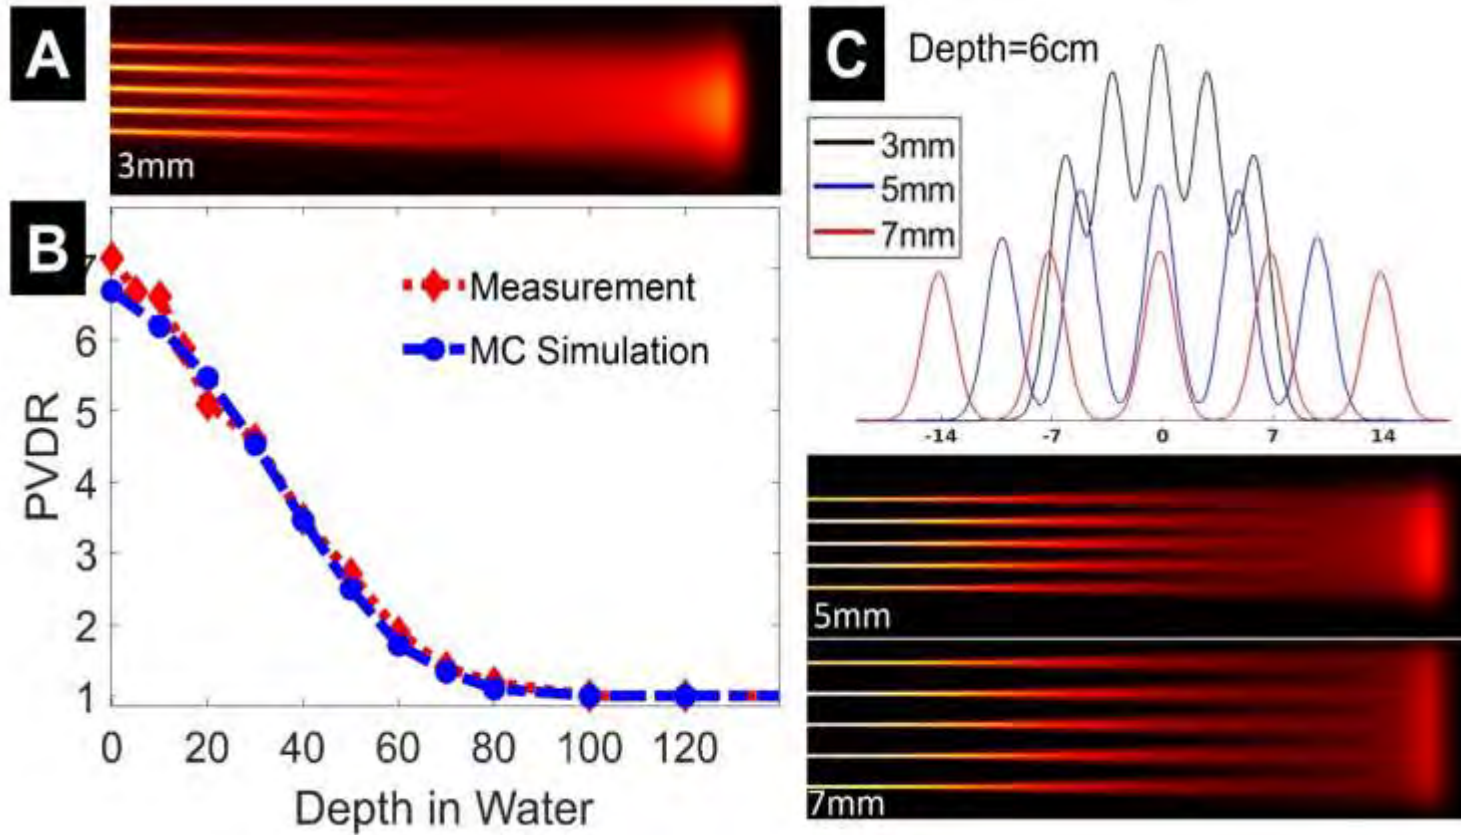 A
3mm
B
7
6
5
4
3
2
1
PVDR
Measurement
MC Simulation
0 20 40 60 80 100 120
Depth in Water
C
Depth=6cm
3mm
5mm
7mm
-14 -7 0 7 14
5mm
7mm